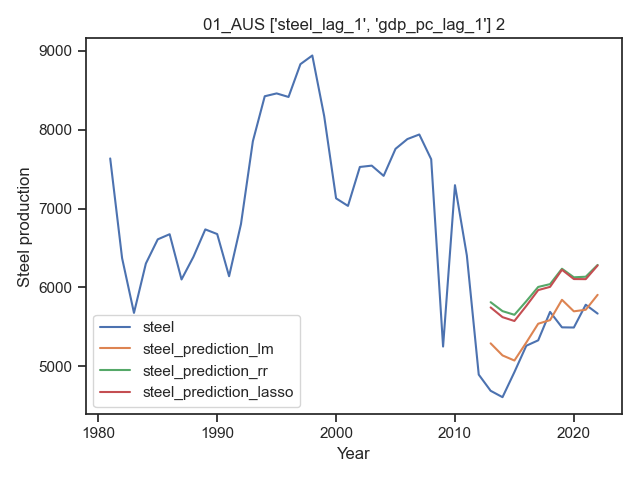 01_AUS ['steel_lag_1', 'gdp_pc_lag_1'] 2
9000
8000
7000
6000
5000
Steel production
steel
steel_prediction_lm
steel_prediction_rr
steel_prediction_lasso
1980
1990
2000
2010
2020
Year